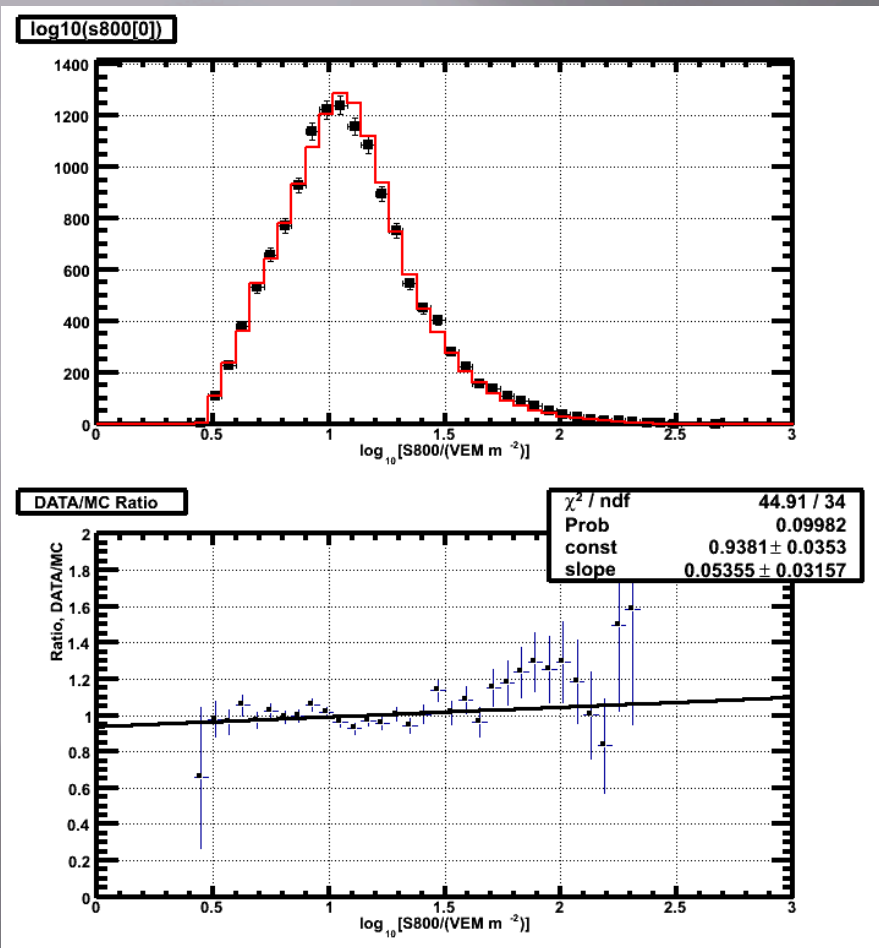 log10(s800[0])
1400
1200
1000
800
600
400
200
0
0 0.5 1 1.5 2 2.5 3
log10[S800/(VEM m -2)]
DATA/MC Ratio
χ2 / ndf 44.91 / 34
Prob 0.09982
const 0.9381 ± 0.0353
slope 0.05355 ± 0.03157
Ratio, DATA/MC
2
1.8
1.6
1.4
1.2
1
0.8
0.6
0.4
0.2
0
0 0.5 1 1.5 2 2.5 3
log10[S800/(VEM m -2)]